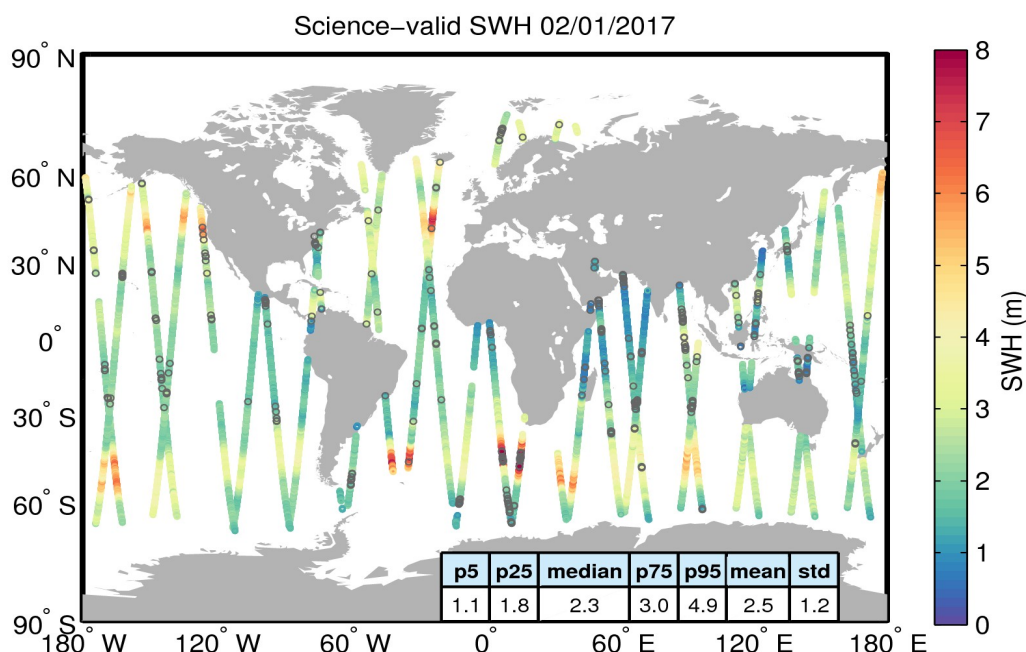 Science−valid SWH 02/01/2017
90° N
60° N
30° N
0°
30° S
60° S
90° S
180° W
120° W
60° W
0°
60° E
120° E
180° E
p5 p25 median p75 p95 mean std
1.1 1.8 2.3 3.0 4.9 2.5 1.2
8
7
6
5
4
3
2
1
0
SWH (m)